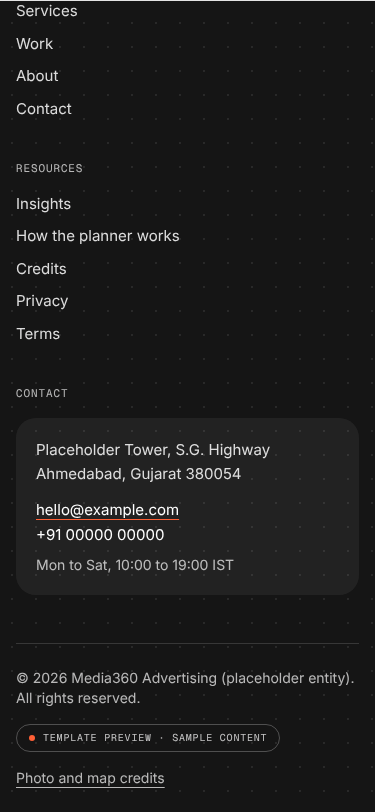 Services
Work
About
Contact
RESOURCES
Insights
How the planner works
Credits
Privacy
Terms
CONTACT
Placeholder Tower, S.G. Highway
Ahmedabad, Gujarat 380054
hello@example.com
+91 00000 00000
Mon to Sat, 10:00 to 19:00 IST
© 2026 Media360 Advertising (placeholder entity).
All rights reserved.
TEMPLATE PREVIEW · SAMPLE CONTENT
Photo and map credits